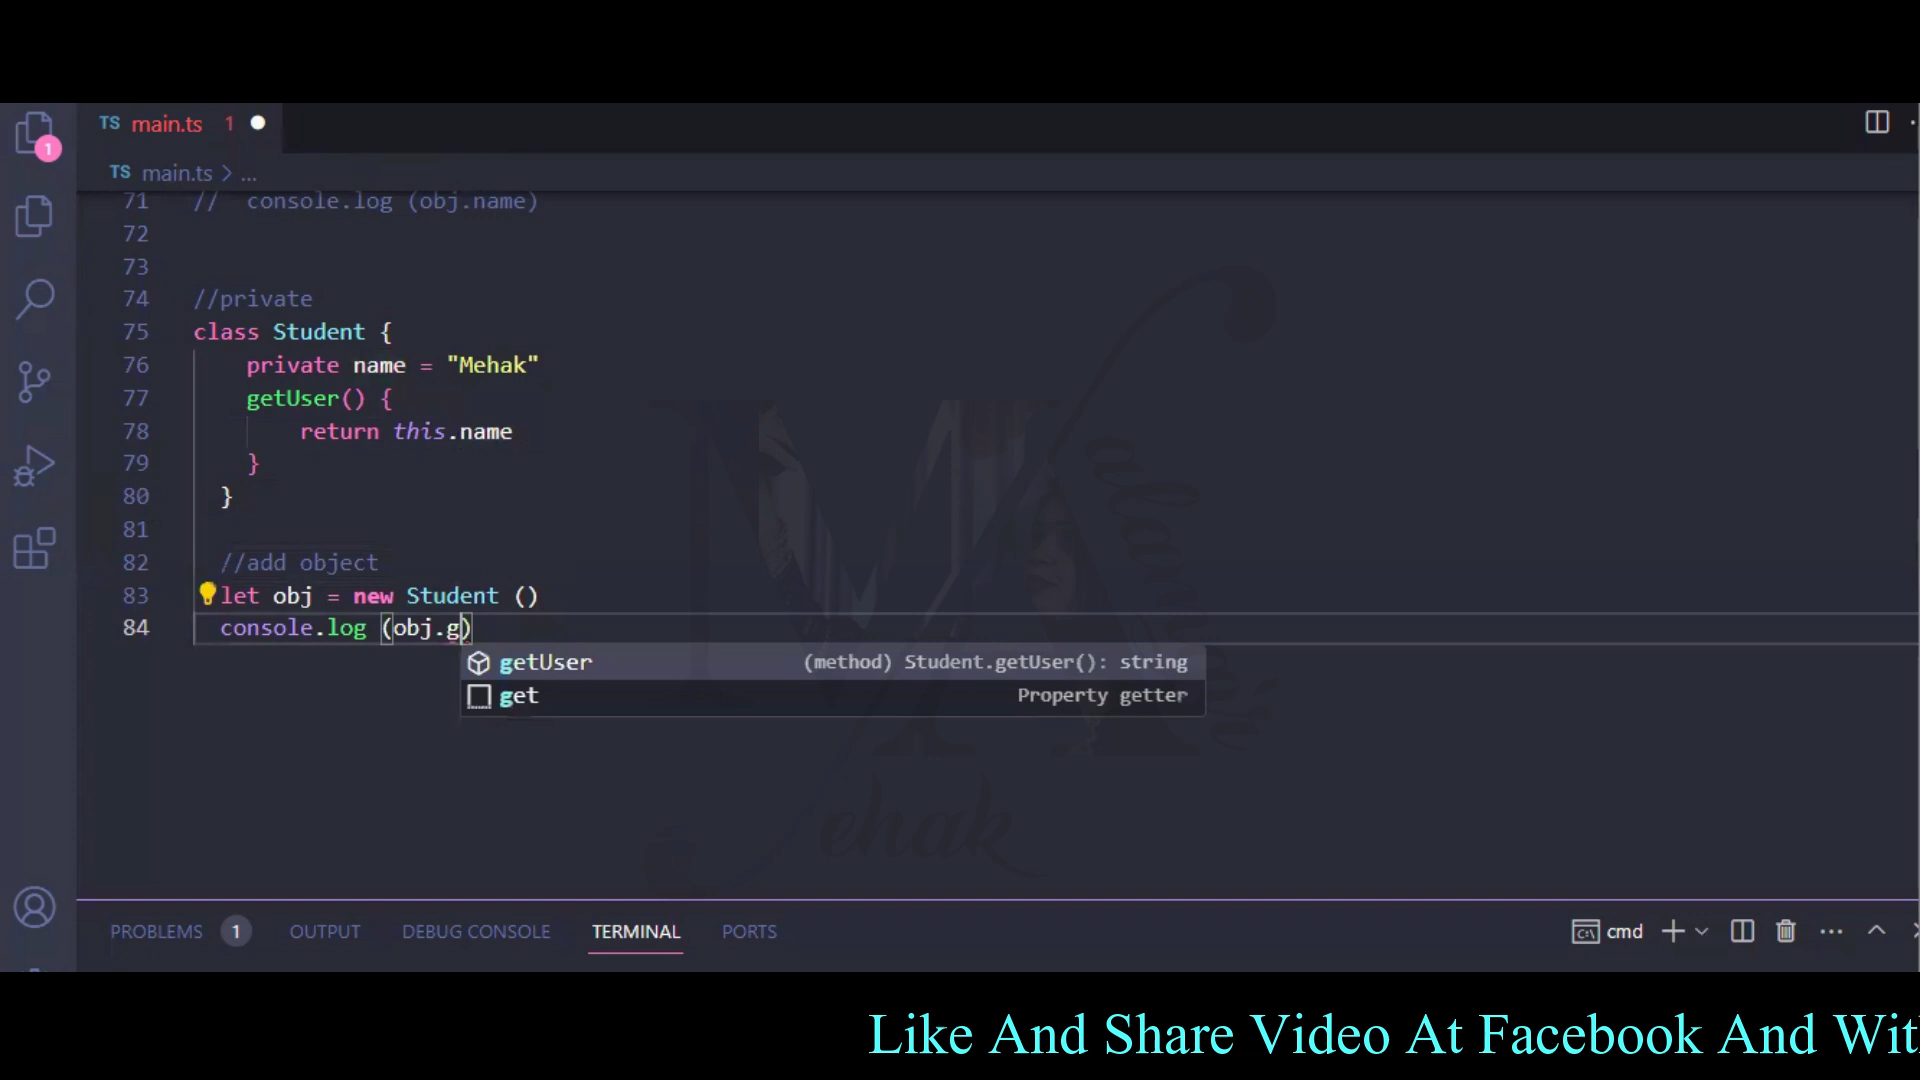 TS main.ts 1
TS main.ts > ...
1
71 // console.log (obj.name)
72
73
74 //private
75 class Student {
76 private name = "Mehak"
77 getUser() {
78 return this.name
79 }
80 }
81
82 //add object
83 let obj = new Student ()
84 console.log (obj.g)
getUser (method) Student.getUser(): string
get Property getter
ehak
PROBLEMS 1 OUTPUT DEBUG CONSOLE TERMINAL PORTS cmd
Like And Share Video At Facebook And Wit